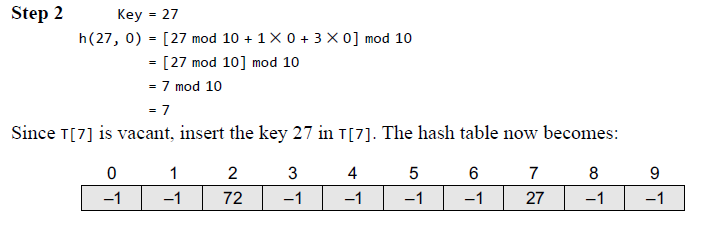 Step 2 Key = 27
h(27, 0) = [27 mod 10 + 1 × 0 + 3 × 0] mod 10
= [27 mod 10] mod 10
= 7 mod 10
= 7
Since T[7] is vacant, insert the key 27 in T[7]. The hash table now becomes:
0 1 2 3 4 5 6 7 8 9
–1 –1 72 –1 –1 –1 –1 27 –1 –1